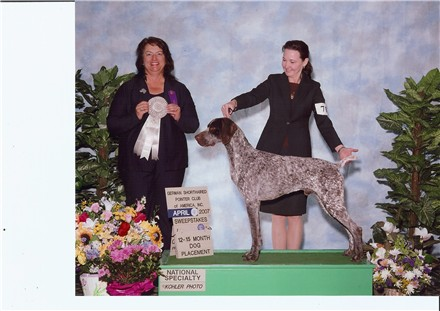 GERMAN SHORTHAIRED
POINTER CLUB
OF AMERICA, INC.
APRIL 2007
SWEEPSTAKES
12-15 MONTH
DOG
PLACEMENT
NATIONAL
SPECIALTY
KOHLER PHOTO
7